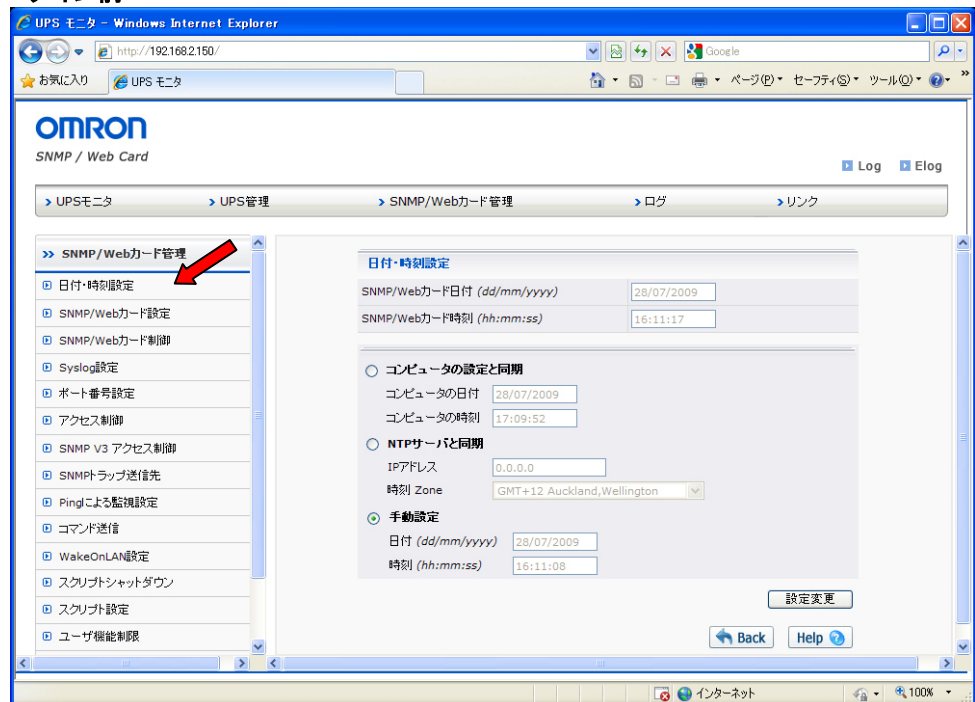 UPS モニタ - Windows Internet Explorer
http://192.168.2.150/
Google
お気に入り
UPS モニタ
ページ(P)
セーフティ(S)
ツール(O)
OMRON
SNMP / Web Card
Log
Elog
UPSモニタ
UPS管理
SNMP/Webカード管理
ログ
リンク
SNMP/Webカード管理
日付・時刻設定
SNMP/Webカード設定
SNMP/Webカード制御
Syslog設定
ポート番号設定
アクセス制御
SNMP V3 アクセス制御
SNMPトラップ送信先
Pingによる監視設定
コマンド送信
WakeOnLAN設定
スクリプトシャットダウン
スクリプト設定
ユーザ機能制限
日付・時刻設定
SNMP/Webカード日付 (dd/mm/yyyy) 28/07/2009
SNMP/Webカード時刻 (hh:mm:ss) 16:11:17
コンピュータの設定と同期
コンピュータの日付 28/07/2009
コンピュータの時刻 17:09:52
NTPサーバと同期
IPアドレス 0.0.0.0
時刻 Zone GMT+12 Auckland,Wellington
手動設定
日付 (dd/mm/yyyy) 28/07/2009
時刻 (hh:mm:ss) 16:11:08
設定変更
Back
Help
インターネット
100%